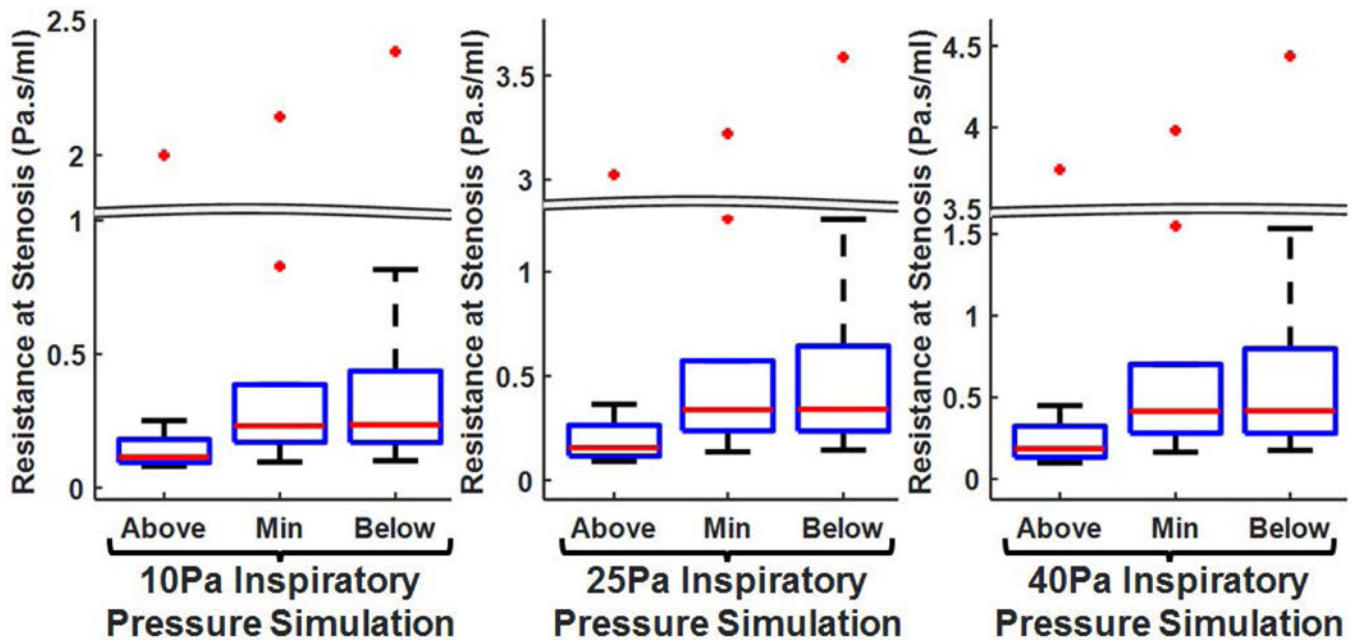 Resistance at Stenosis (Pa.s/ml)
2.5
2
1
0.5
0
Above Min Below
10Pa Inspiratory
Pressure Simulation
Resistance at Stenosis (Pa.s/ml)
3.5
3
1
0.5
0
Above Min Below
25Pa Inspiratory
Pressure Simulation
Resistance at Stenosis (Pa.s/ml)
4.5
4
3.5
1.5
1
0.5
0
Above Min Below
40Pa Inspiratory
Pressure Simulation